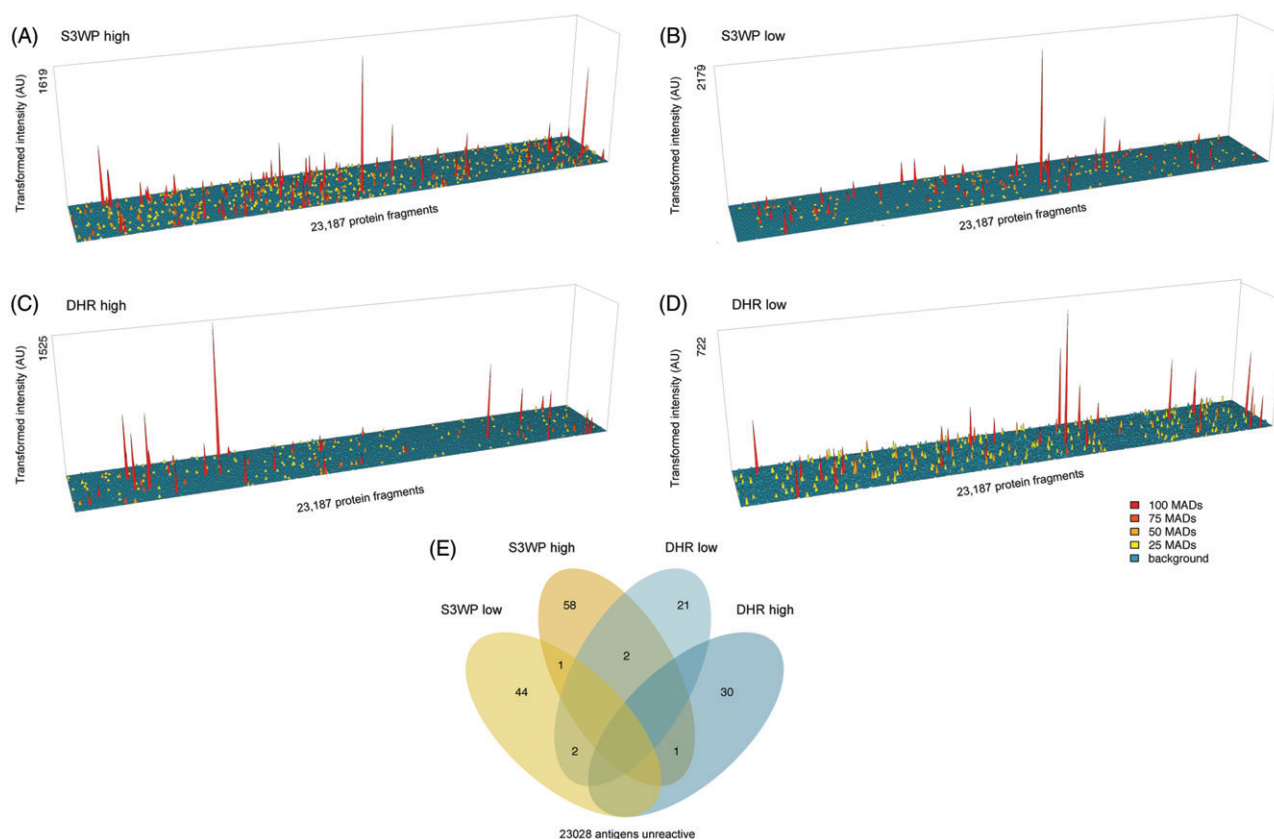 (A)
S3WP high
Transformed intensity (AU)
1619
23,187 protein fragments
(B)
S3WP low
Transformed intensity (AU)
2179
23,187 protein fragments
(C)
DHR high
Transformed intensity (AU)
1525
23,187 protein fragments
(D)
DHR low
Transformed intensity (AU)
722
23,187 protein fragments
100 MADs
75 MADs
50 MADs
25 MADs
background
(E)
S3WP high
DHR low
S3WP low
DHR high
58
21
1
2
44
30
2
1
23028 antigens unreactive